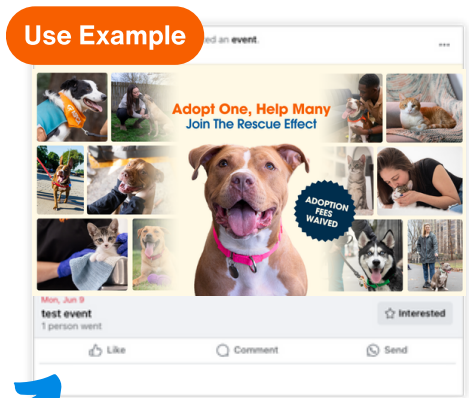 Use Example
ed an event.
Adopt One, Help Many
Join The Rescue Effect
ADOPTION
FEES
WAIVED
Mon, Jun 9
test event
1 person went
Interested
Like
Comment
Send